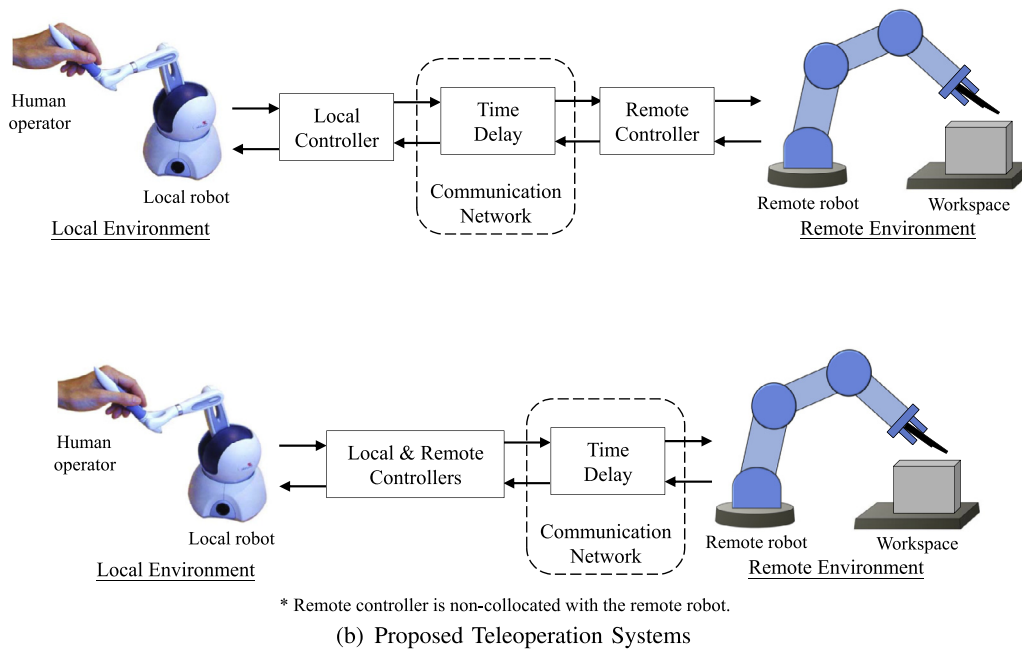 Human
operator
Local robot
Local Environment
Local
Controller
Time
Delay
Communication
Network
Remote
Controller
Remote robot
Workspace
Remote Environment
Human
operator
Local robot
Local Environment
Local & Remote
Controllers
Time
Delay
Communication
Network
Remote robot
Workspace
Remote Environment
* Remote controller is non-collocated with the remote robot.
(b) Proposed Teleoperation Systems